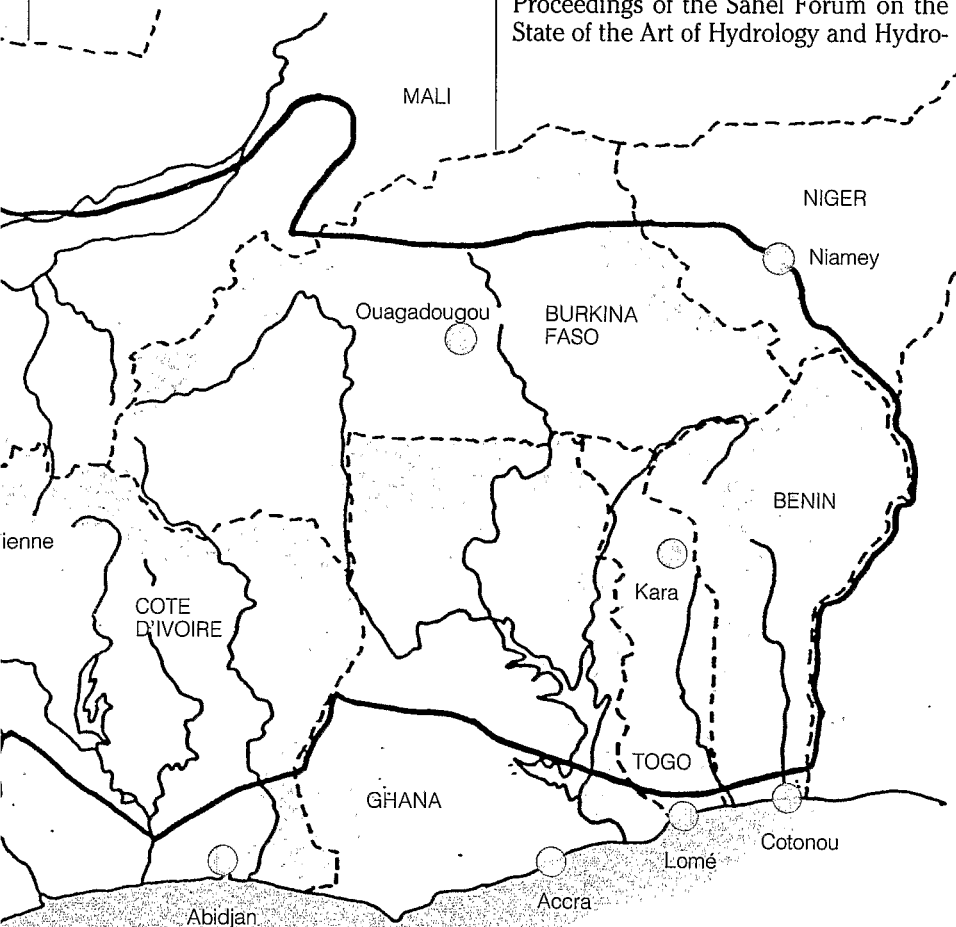 Proceedings of the Sahel Forum on the
State of the Art of Hydrology and Hydro-
MALI
NIGER
Niamey
Ouagadougou
BURKINA
FASO
BENIN
ienne
Kara
COTE
D'IVOIRE
TOGO
GHANA
Cotonou
Lomé
Accra
Abidjan